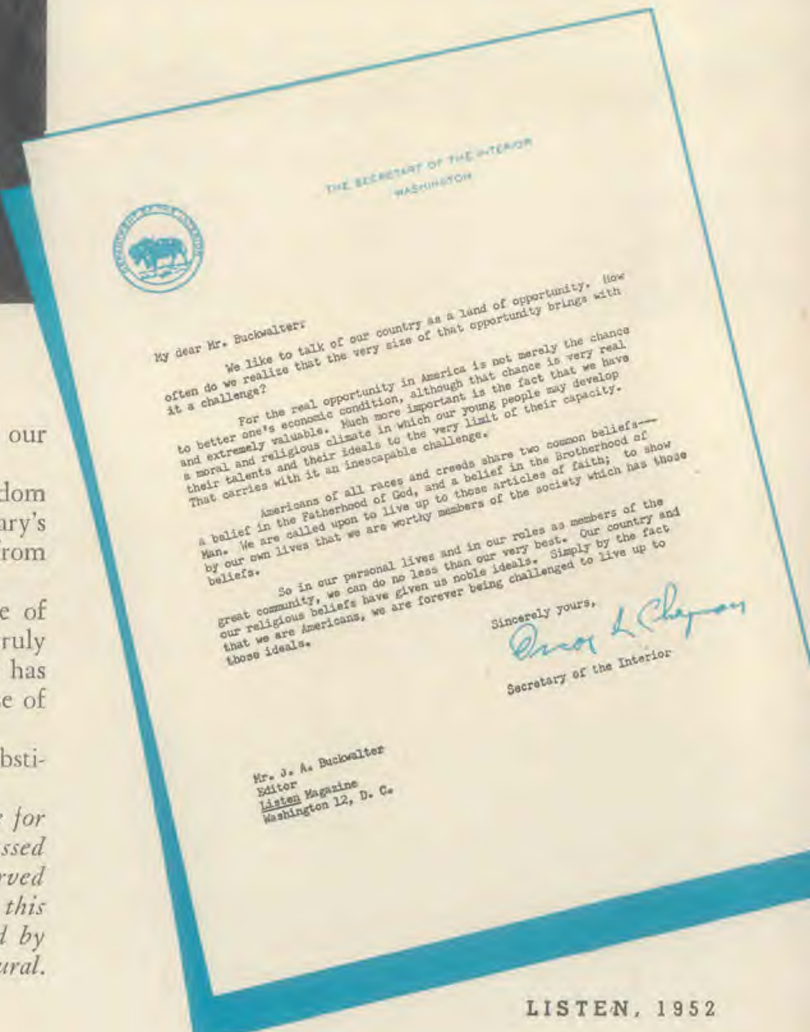 our
dom
ary's
from
e of
ruly
has
e of
bsti-
for
ssed
rved
this
d by
ural.
THE SECRETARY OF THE INTERIOR
WASHINGTON
My dear Mr. Buckwalter:
We like to talk of our country as a land of opportunity. How
often do we realize that the very size of that opportunity brings with
it a challenge?
For the real opportunity in America is not merely the chance
to better one's economic condition, although that chance is very real
and extremely valuable. Much more important is the fact that we have
a moral and religious climate in which our young people may develop
their talents and their ideals to the very limit of their capacity.
That carries with it an inescapable challenge.
Americans of all races and creeds share two common beliefs—
a belief in the Fatherhood of God, and a belief in the Brotherhood of
Man. We are called upon to live up to those articles of faith; to show
by our own lives that we are worthy members of the society which has those
beliefs.
So in our personal lives and in our roles as members of the
great community, we can do no less than our very best. Our country and
our religious beliefs have given us noble ideals. Simply by the fact
that we are Americans, we are forever being challenged to live up to
those ideals.
Sincerely yours,
Oscar L Chapman
Secretary of the Interior
Mr. J. A. Buckwalter
Editor
Listen Magazine
Washington 12, D. C.
LISTEN, 1952